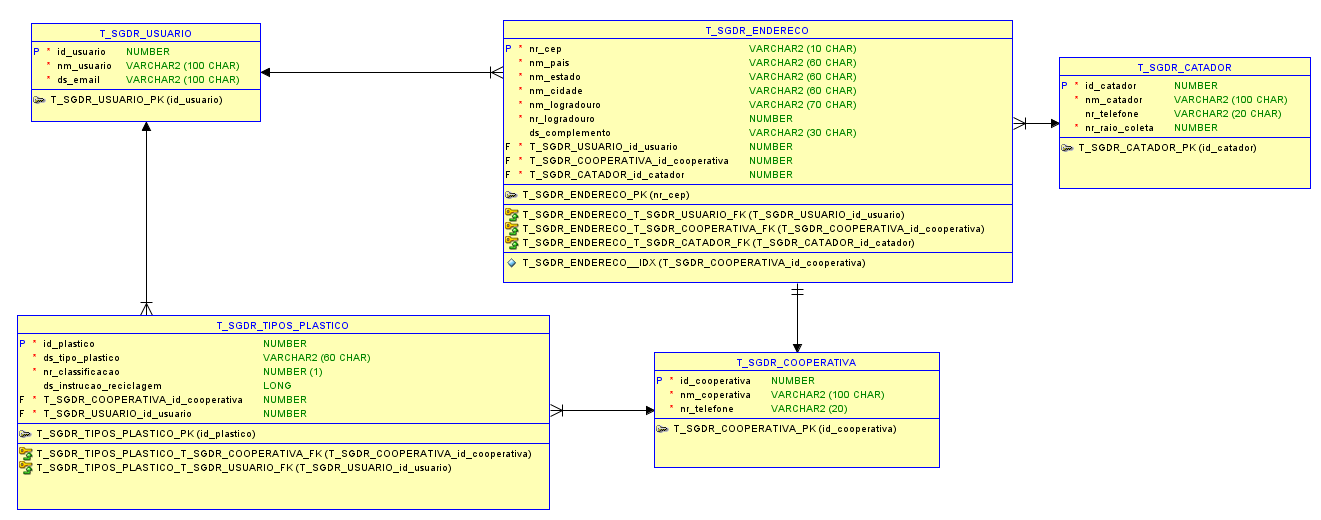 T_SGDR_USUARIO
P * id_usuario NUMBER
* nm_usuario VARCHAR2 (100 CHAR)
* ds_email VARCHAR2 (100 CHAR)
T_SGDR_USUARIO_PK (id_usuario)
T_SGDR_ENDERECO
P * nr_cep VARCHAR2 (10 CHAR)
* nm_pais VARCHAR2 (60 CHAR)
* nm_estado VARCHAR2 (60 CHAR)
* nm_cidade VARCHAR2 (60 CHAR)
* nm_logradouro VARCHAR2 (70 CHAR)
* nr_logradouro NUMBER
ds_complemento VARCHAR2 (30 CHAR)
F * T_SGDR_USUARIO_id_usuario NUMBER
F * T_SGDR_COOPERATIVA_id_cooperativa NUMBER
F * T_SGDR_CATADOR_id_catador NUMBER
T_SGDR_ENDERECO_PK (nr_cep)
T_SGDR_ENDERECO_T_SGDR_USUARIO_FK (T_SGDR_USUARIO_id_usuario)
T_SGDR_ENDERECO_T_SGDR_COOPERATIVA_FK (T_SGDR_COOPERATIVA_id_cooperativa)
T_SGDR_ENDERECO_T_SGDR_CATADOR_FK (T_SGDR_CATADOR_id_catador)
T_SGDR_ENDERECO__IDX (T_SGDR_COOPERATIVA_id_cooperativa)
T_SGDR_CATADOR
P * id_catador NUMBER
* nm_catador VARCHAR2 (100 CHAR)
nr_telefone VARCHAR2 (20 CHAR)
* nr_raio_coleta NUMBER
T_SGDR_CATADOR_PK (id_catador)
T_SGDR_TIPOS_PLASTICO
P * id_plastico NUMBER
* ds_tipo_plastico VARCHAR2 (60 CHAR)
* nr_classificacao NUMBER (1)
ds_instrucao_reciclagem LONG
F * T_SGDR_COOPERATIVA_id_cooperativa NUMBER
F * T_SGDR_USUARIO_id_usuario NUMBER
T_SGDR_TIPOS_PLASTICO_PK (id_plastico)
T_SGDR_TIPOS_PLASTICO_T_SGDR_COOPERATIVA_FK (T_SGDR_COOPERATIVA_id_cooperativa)
T_SGDR_TIPOS_PLASTICO_T_SGDR_USUARIO_FK (T_SGDR_USUARIO_id_usuario)
T_SGDR_COOPERATIVA
P * id_cooperativa NUMBER
* nm_coperativa VARCHAR2 (100 CHAR)
* nr_telefone VARCHAR2 (20)
T_SGDR_COOPERATIVA_PK (id_cooperativa)